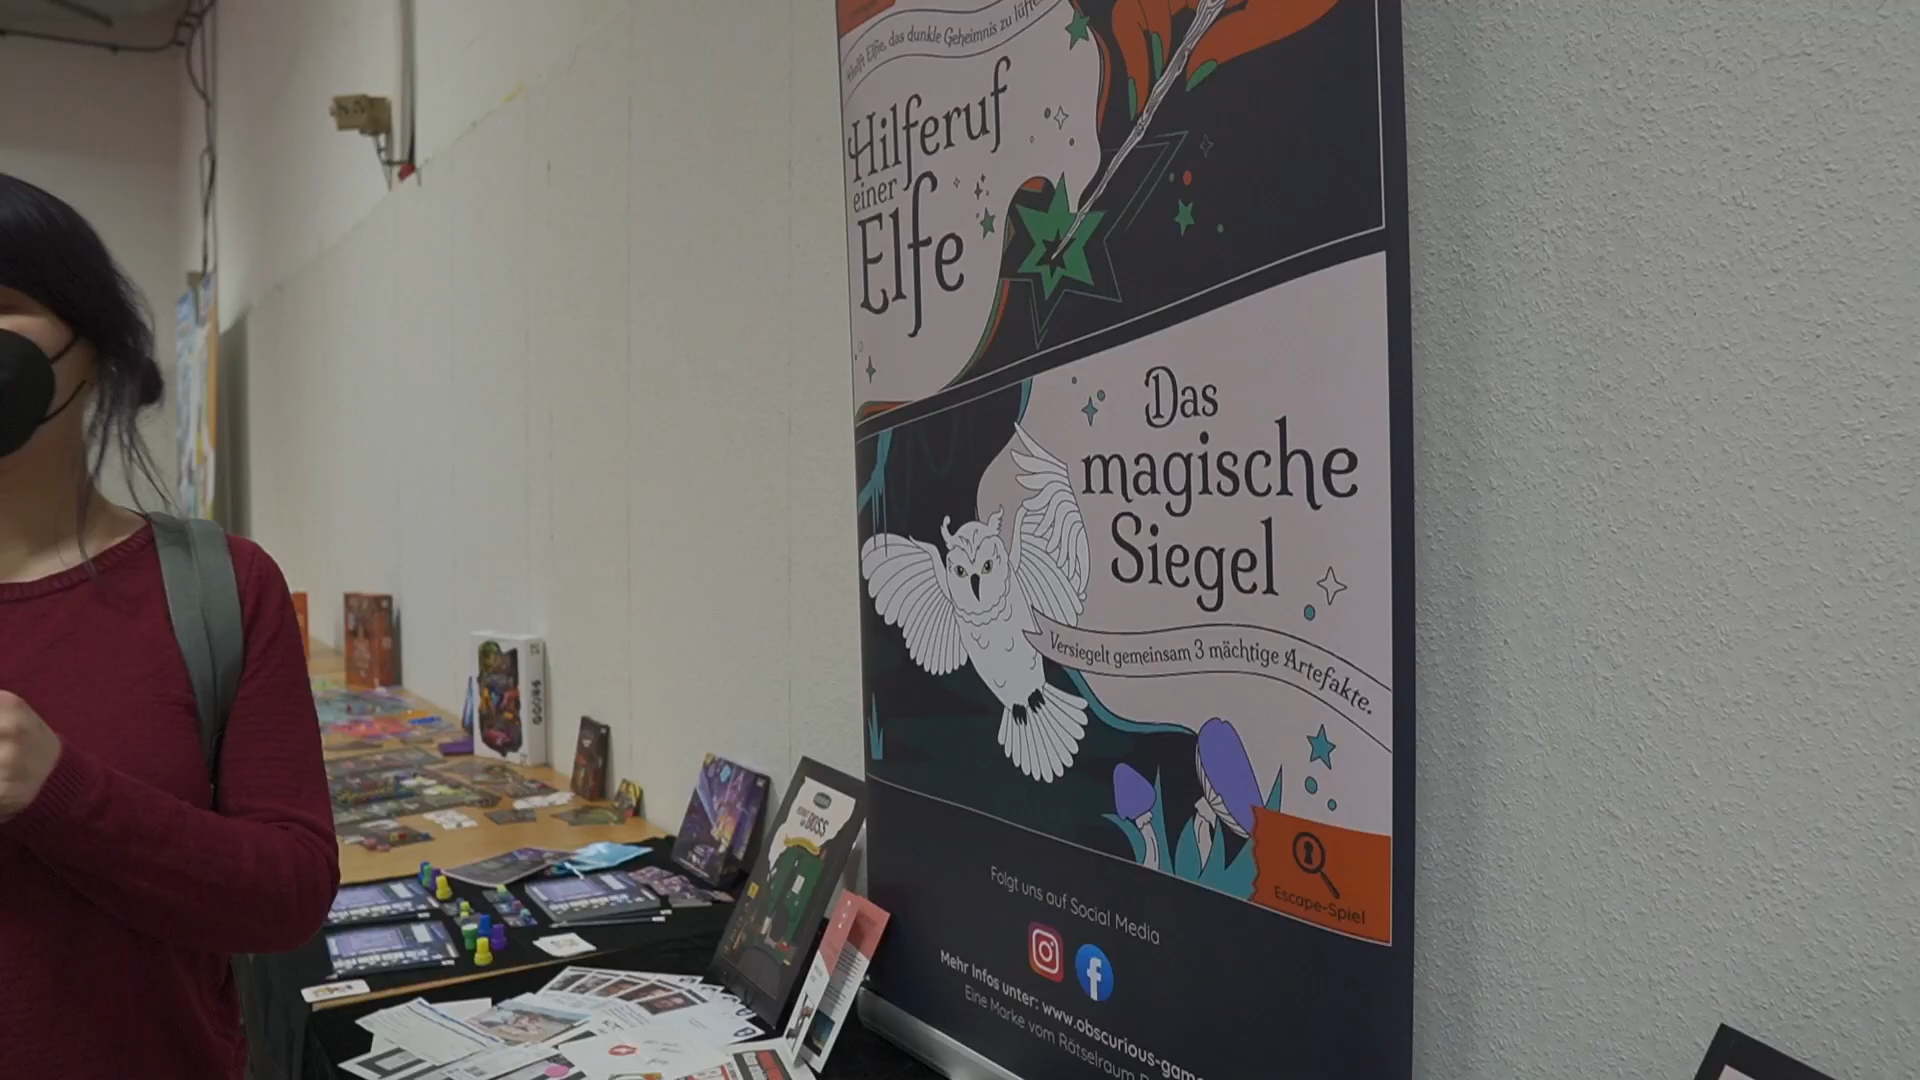 Helft Elfie, das dunkle Geheimnis zu
Hilferuf
einer
Elfe
Das
magische
Siegel
Versiegelt gemeinsam 3 mächtige Artefakte.
Escape-Spiel
Folgt uns auf Social Media
Mehr Infos unter: www.obscurious-gam
Eine Marke vom Rätselraum
BOSS